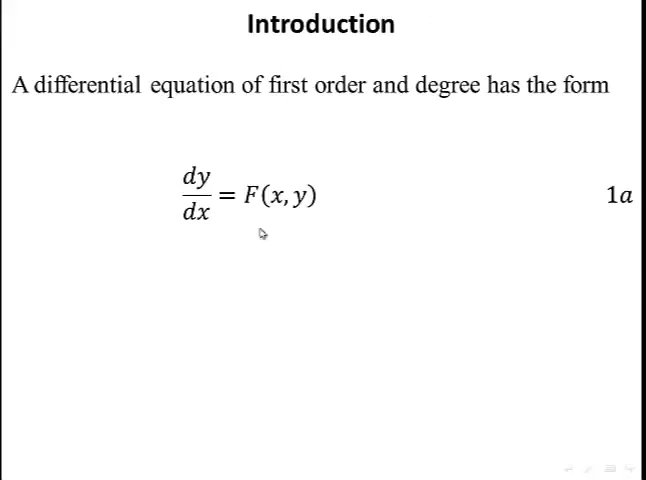 Introduction
A differential equation of first order and degree has the form
dy/dx = F(x, y) 1a